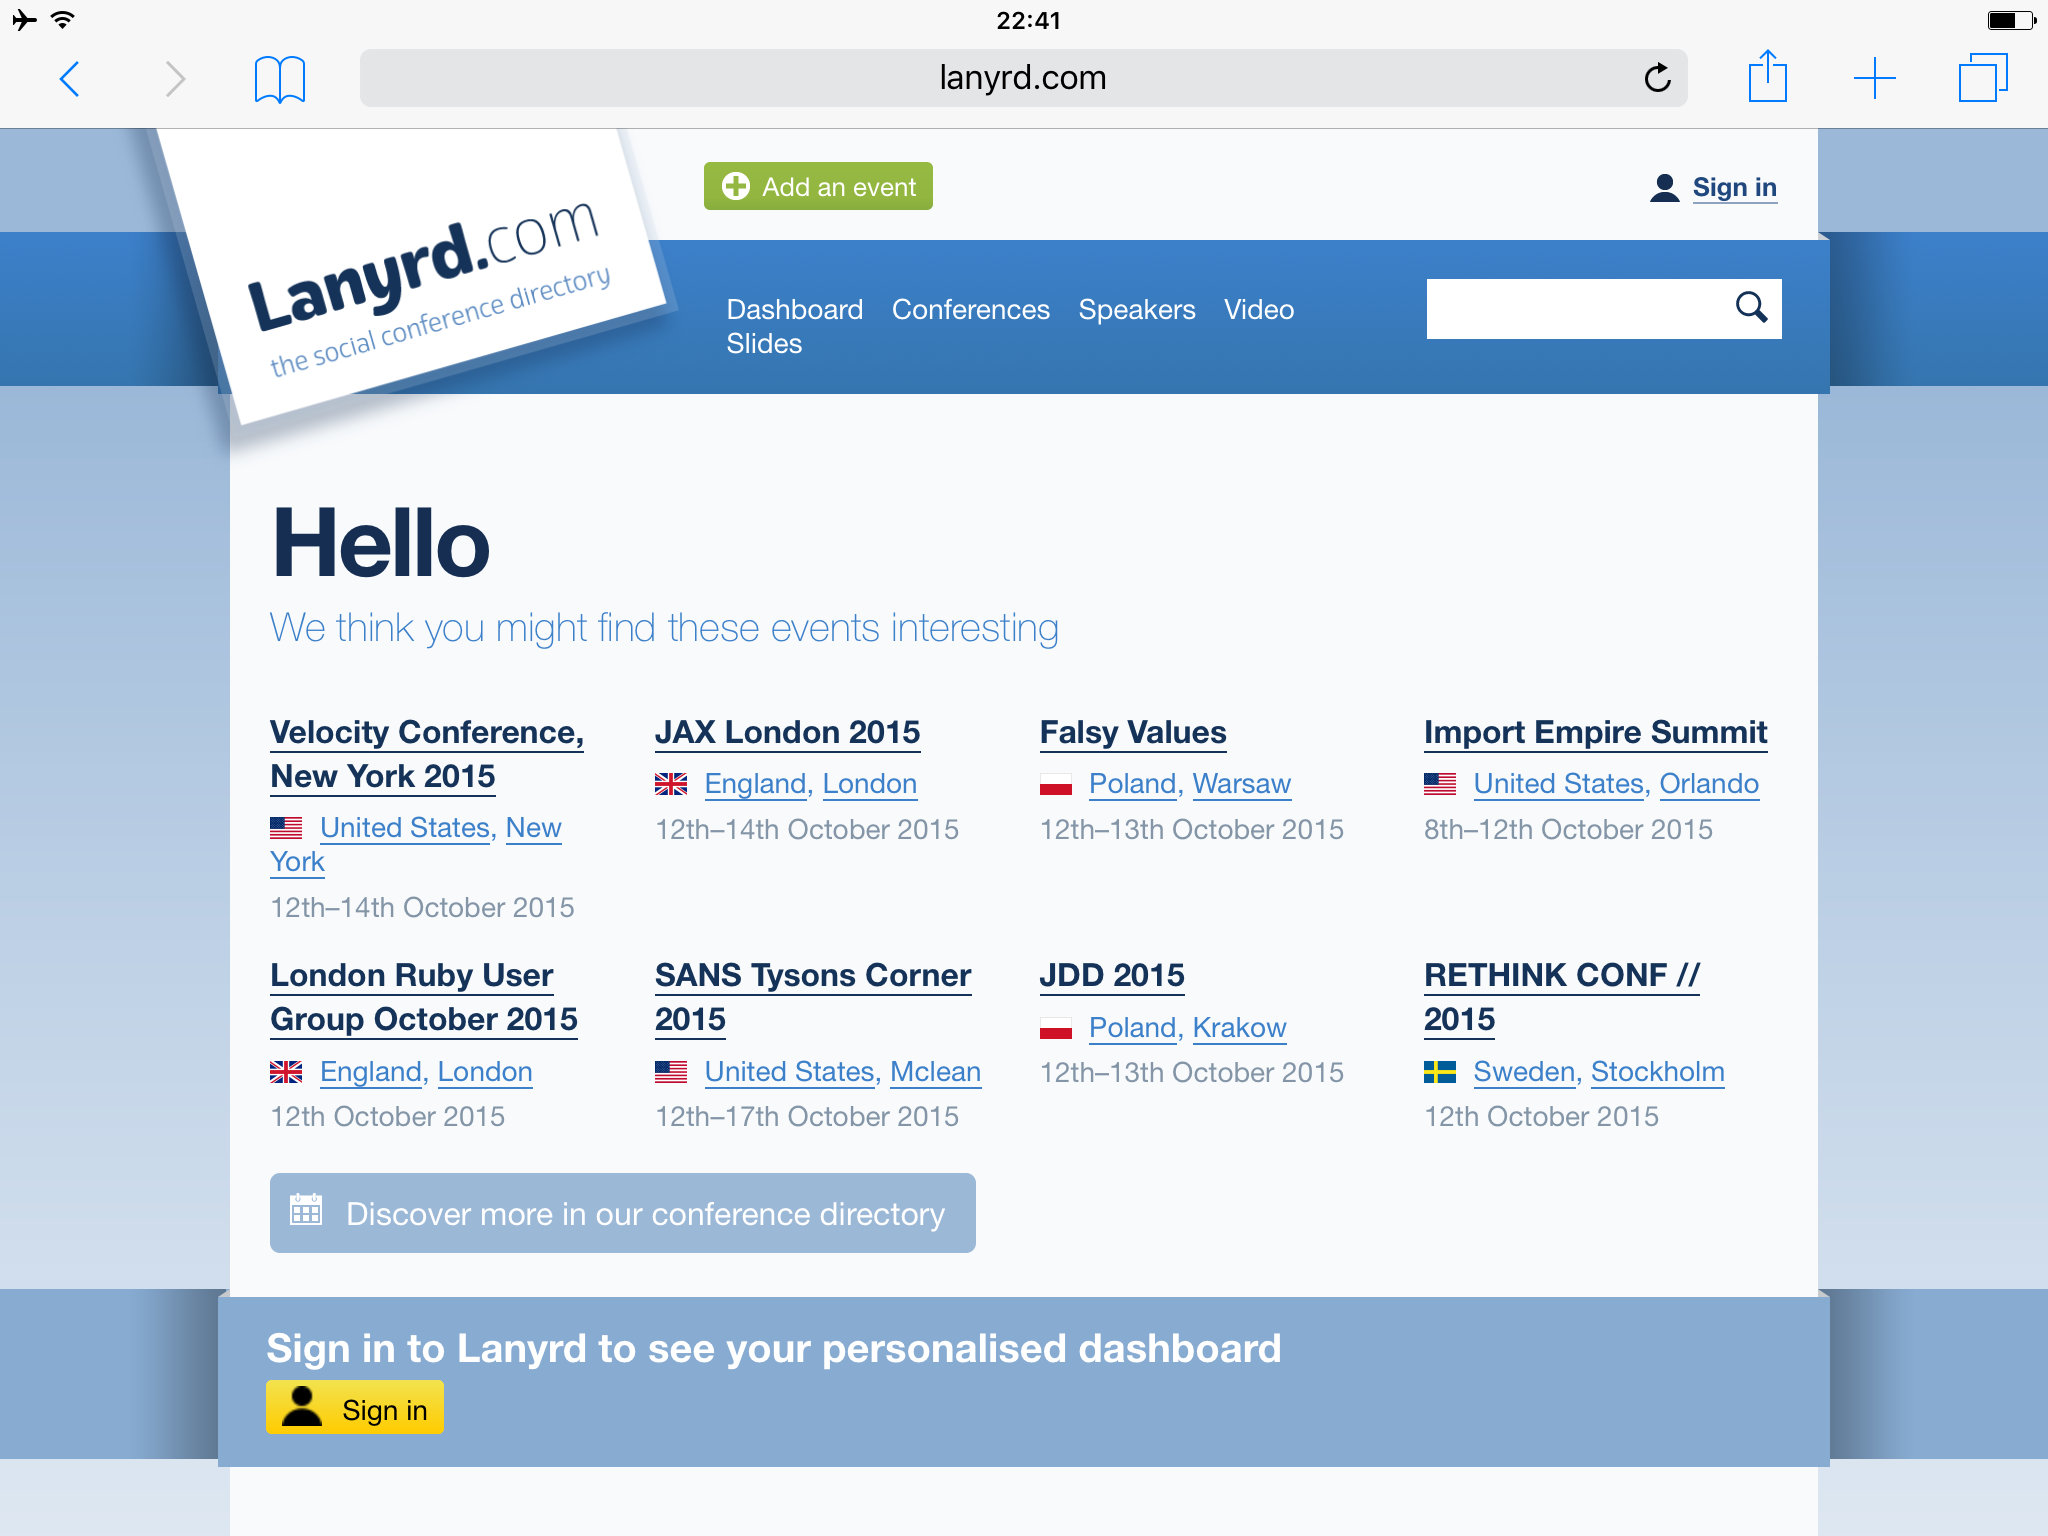 22:41
lanyrd.com
Add an event
Sign in
Lanyrd.com
the social conference directory
Dashboard Conferences Speakers Video
Slides
Hello
We think you might find these events interesting
Velocity Conference,
New York 2015
United States, New
York
12th–14th October 2015
JAX London 2015
England, London
12th–14th October 2015
Falsy Values
Poland, Warsaw
12th–13th October 2015
Import Empire Summit
United States, Orlando
8th–12th October 2015
London Ruby User
Group October 2015
England, London
12th October 2015
SANS Tysons Corner
2015
United States, Mclean
12th–17th October 2015
JDD 2015
Poland, Krakow
12th–13th October 2015
RETHINK CONF //
2015
Sweden, Stockholm
12th October 2015
Discover more in our conference directory
Sign in to Lanyrd to see your personalised dashboard
Sign in